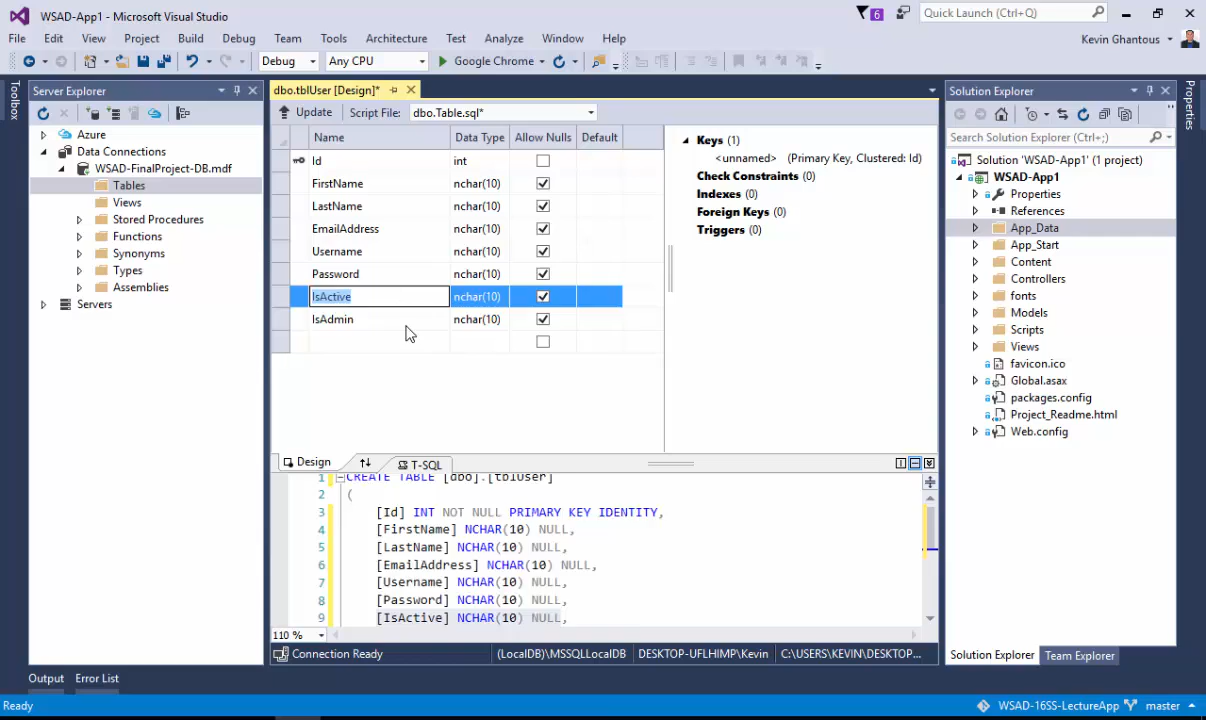 WSAD-App1 - Microsoft Visual Studio
6
Quick Launch (Ctrl+Q)
File Edit View Project Build Debug Team Tools Architecture Test Analyze Window Help
Kevin Ghantous
Debug Any CPU Google Chrome
Toolbox
Server Explorer
Azure
Data Connections
WSAD-FinalProject-DB.mdf
Tables
Views
Stored Procedures
Functions
Synonyms
Types
Assemblies
Servers
dbo.tblUser [Design]*
Update Script File: dbo.Table.sql*
Name Data Type Allow Nulls Default
Id int
FirstName nchar(10)
LastName nchar(10)
EmailAddress nchar(10)
Username nchar(10)
Password nchar(10)
IsActive nchar(10)
IsAdmin nchar(10)
Keys (1)
<unnamed> (Primary Key, Clustered: Id)
Check Constraints (0)
Indexes (0)
Foreign Keys (0)
Triggers (0)
Design T-SQL
1 CREATE TABLE [dbo].[tblUser]
2 (
3 [Id] INT NOT NULL PRIMARY KEY IDENTITY,
4 [FirstName] NCHAR(10) NULL,
5 [LastName] NCHAR(10) NULL,
6 [EmailAddress] NCHAR(10) NULL,
7 [Username] NCHAR(10) NULL,
8 [Password] NCHAR(10) NULL,
9 [IsActive] NCHAR(10) NULL,
110 %
Connection Ready (LocalDB)\MSSQLLocalDB DESKTOP-UFLHIMP\Kevin C:\USERS\KEVIN\DESKTOP...
Solution Explorer
Search Solution Explorer (Ctrl+;)
Solution 'WSAD-App1' (1 project)
WSAD-App1
Properties
References
App_Data
App_Start
Content
Controllers
fonts
Models
Scripts
Views
favicon.ico
Global.asax
packages.config
Project_Readme.html
Web.config
Solution Explorer Team Explorer
Properties
Output Error List
Ready WSAD-16SS-LectureApp master